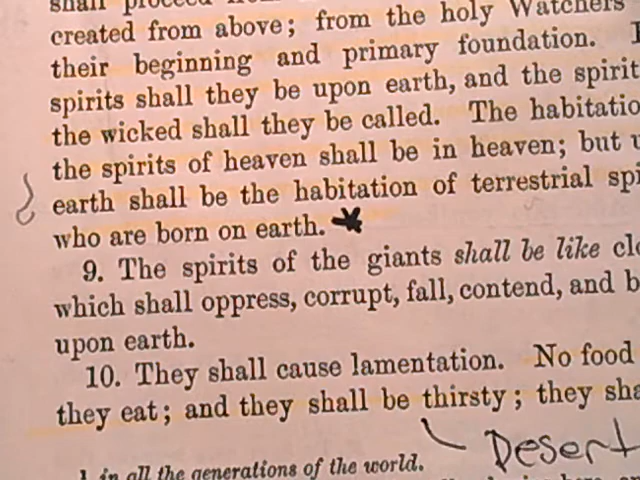 shall proceed
created from above; from the holy Watchers
their beginning and primary foundation.
spirits shall they be upon earth, and the spirit
the wicked shall they be called. The habitatio
the spirits of heaven shall be in heaven; but u
earth shall be the habitation of terrestrial spi
who are born on earth.
9. The spirits of the giants shall be like clo
which shall oppress, corrupt, fall, contend, and b
upon earth.
10. They shall cause lamentation. No food
they eat; and they shall be thirsty; they sha
Desert
1 in all the generations of the world.